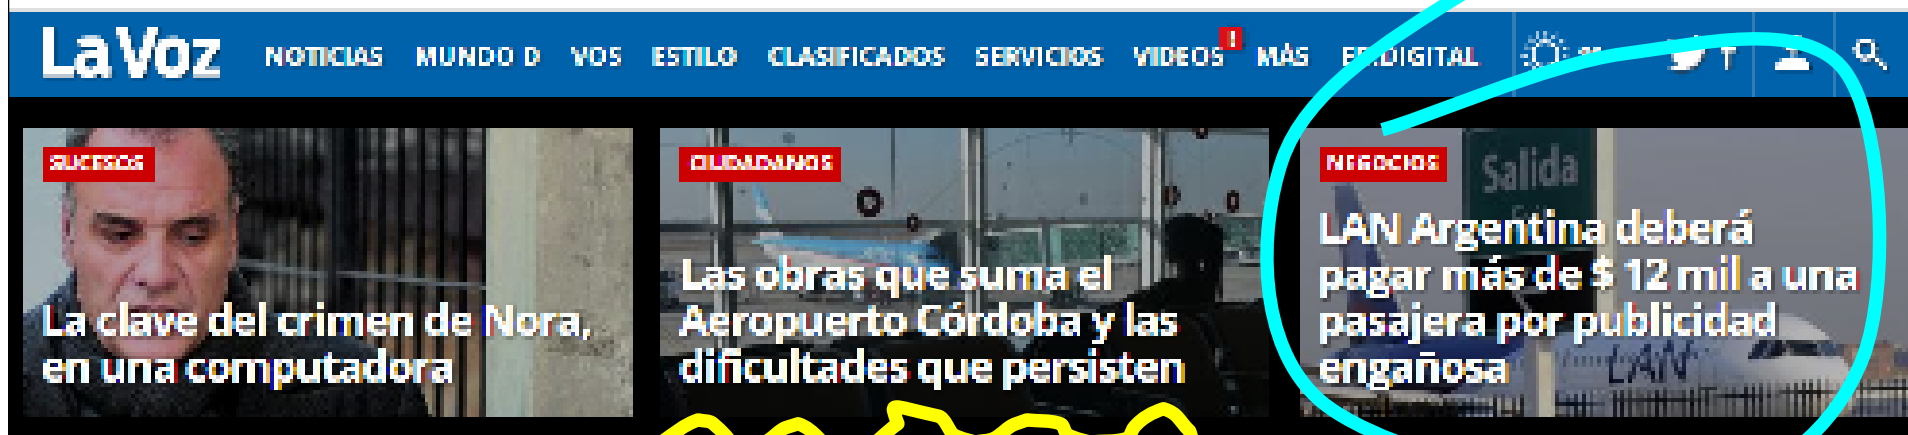 La Voz NOTICIAS MUNDO D VOS ESTILO CLASIFICADOS SERVICIOS VIDEOS ! MÁS DIGITAL
SUCESOS
La clave del crimen de Nora,
en una computadora
CIUDADANOS
Las obras que suma el
Aeropuerto Córdoba y las
dificultades que persisten
NEGOCIOS
Salida
LAN Argentina deberá
pagar más de $ 12 mil a una
pasajera por publicidad
engañosa
LAN